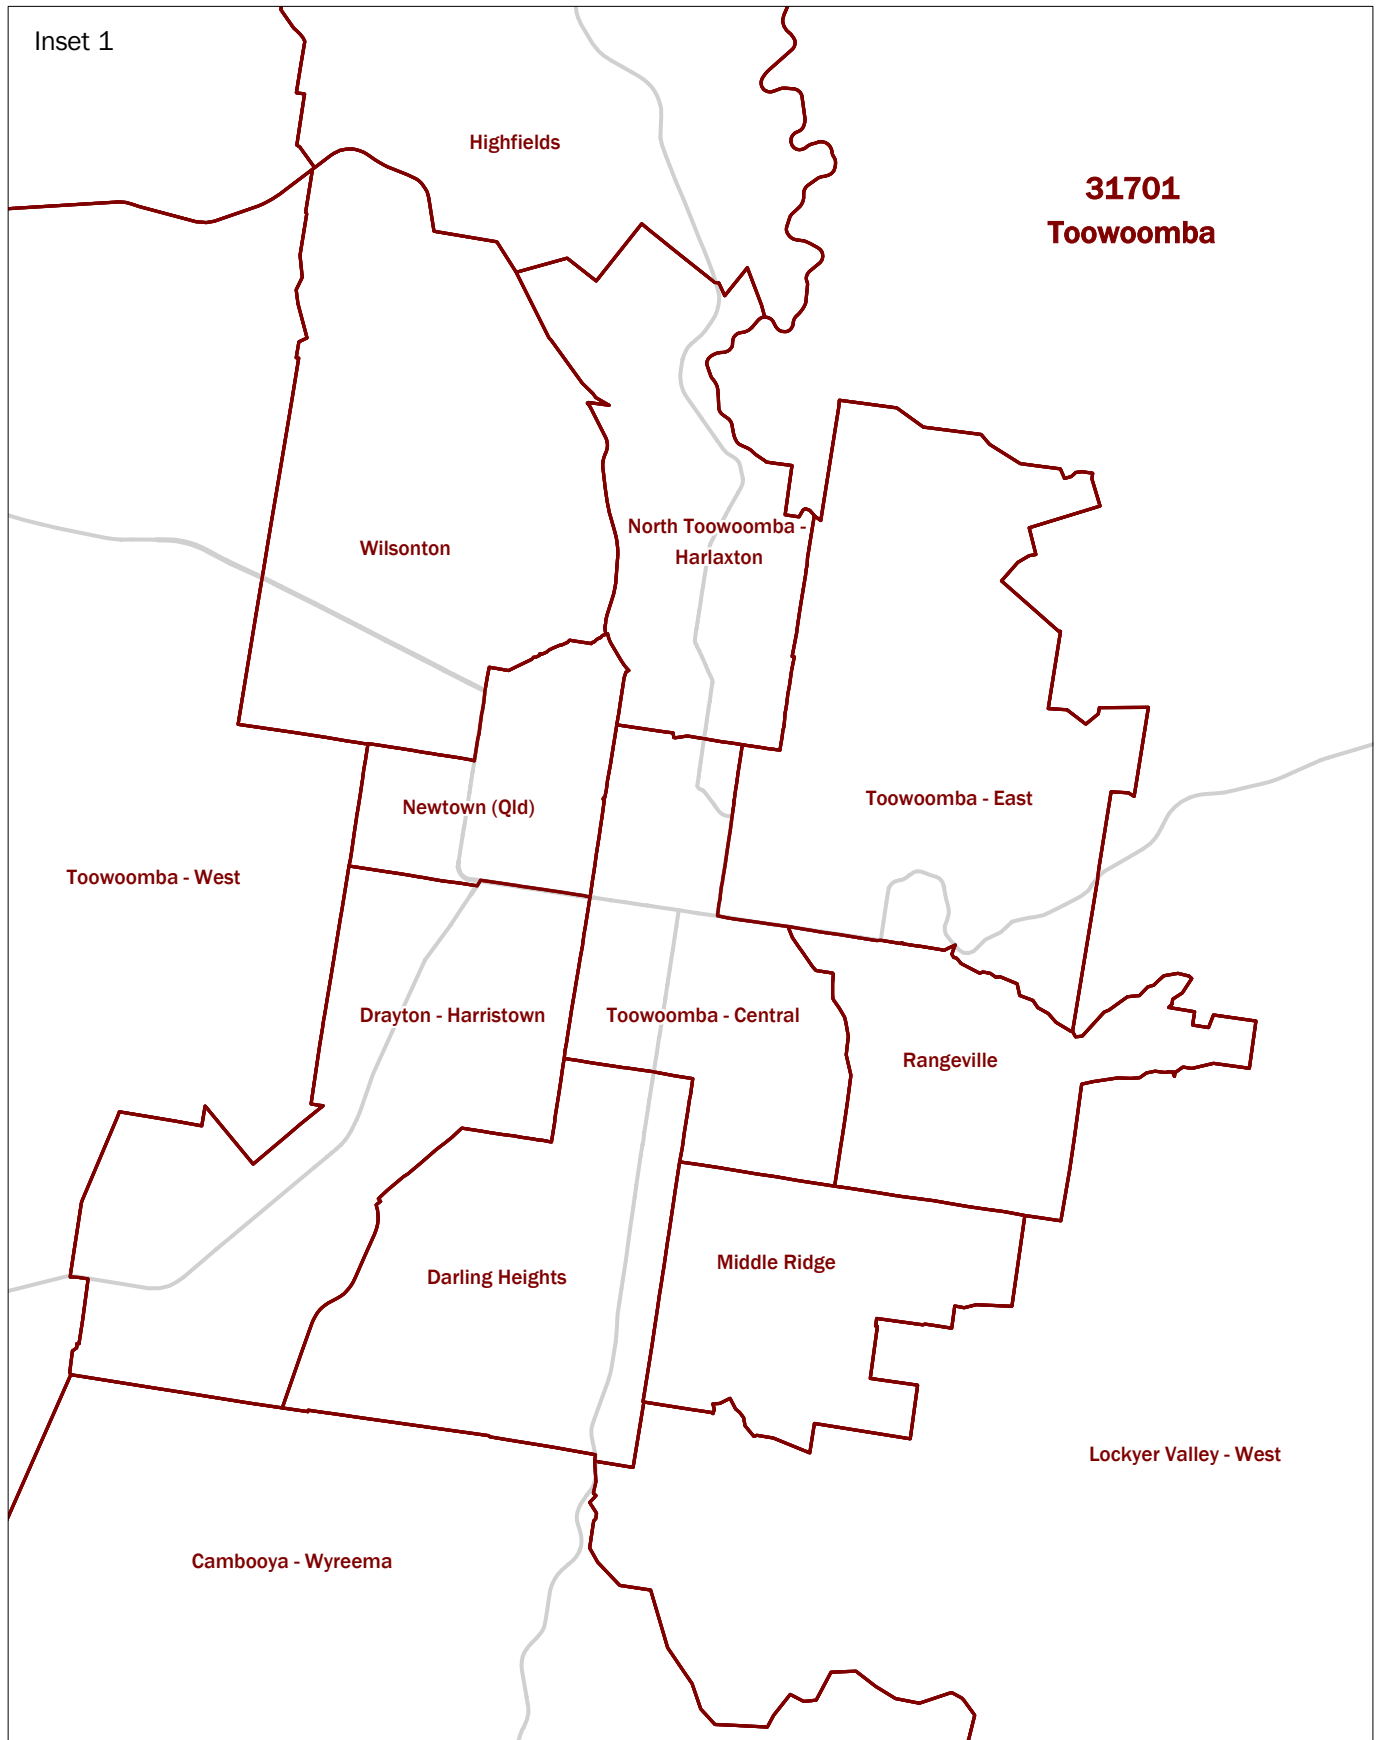 Inset 1
Highfields
31701
Toowoomba
North Toowoomba -
Harlaxton
Wilsonton
Toowoomba - East
Newtown (Qld)
Toowoomba - West
Drayton - Harristown
Toowoomba - Central
Rangeville
Middle Ridge
Darling Heights
Lockyer Valley - West
Cambooya - Wyreema